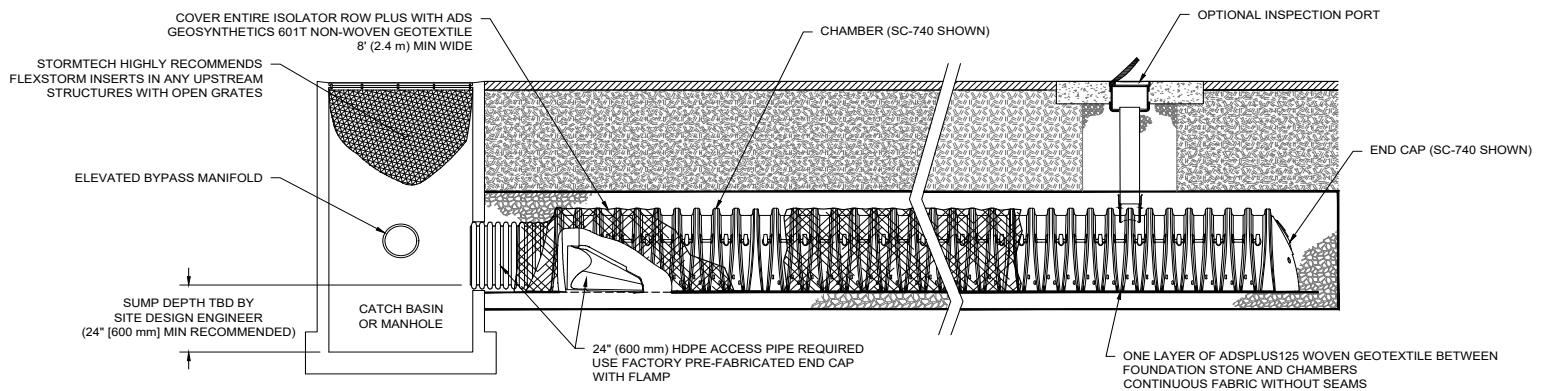 COVER ENTIRE ISOLATOR ROW PLUS WITH ADS
GEOSYNTHETICS 601T NON-WOVEN GEOTEXTILE
8' (2.4 m) MIN WIDE
STORMTECH HIGHLY RECOMMENDS
FLEXSTORM INSERTS IN ANY UPSTREAM
STRUCTURES WITH OPEN GRATES
ELEVATED BYPASS MANIFOLD
SUMP DEPTH TBD BY
SITE DESIGN ENGINEER
(24" [600 mm] MIN RECOMMENDED)
CATCH BASIN
OR MANHOLE
24" (600 mm) HDPE ACCESS PIPE REQUIRED
USE FACTORY PRE-FABRICATED END CAP
WITH FLAMP
CHAMBER (SC-740 SHOWN)
OPTIONAL INSPECTION PORT
END CAP (SC-740 SHOWN)
ONE LAYER OF ADSPLUS125 WOVEN GEOTEXTILE BETWEEN
FOUNDATION STONE AND CHAMBERS
CONTINUOUS FABRIC WITHOUT SEAMS